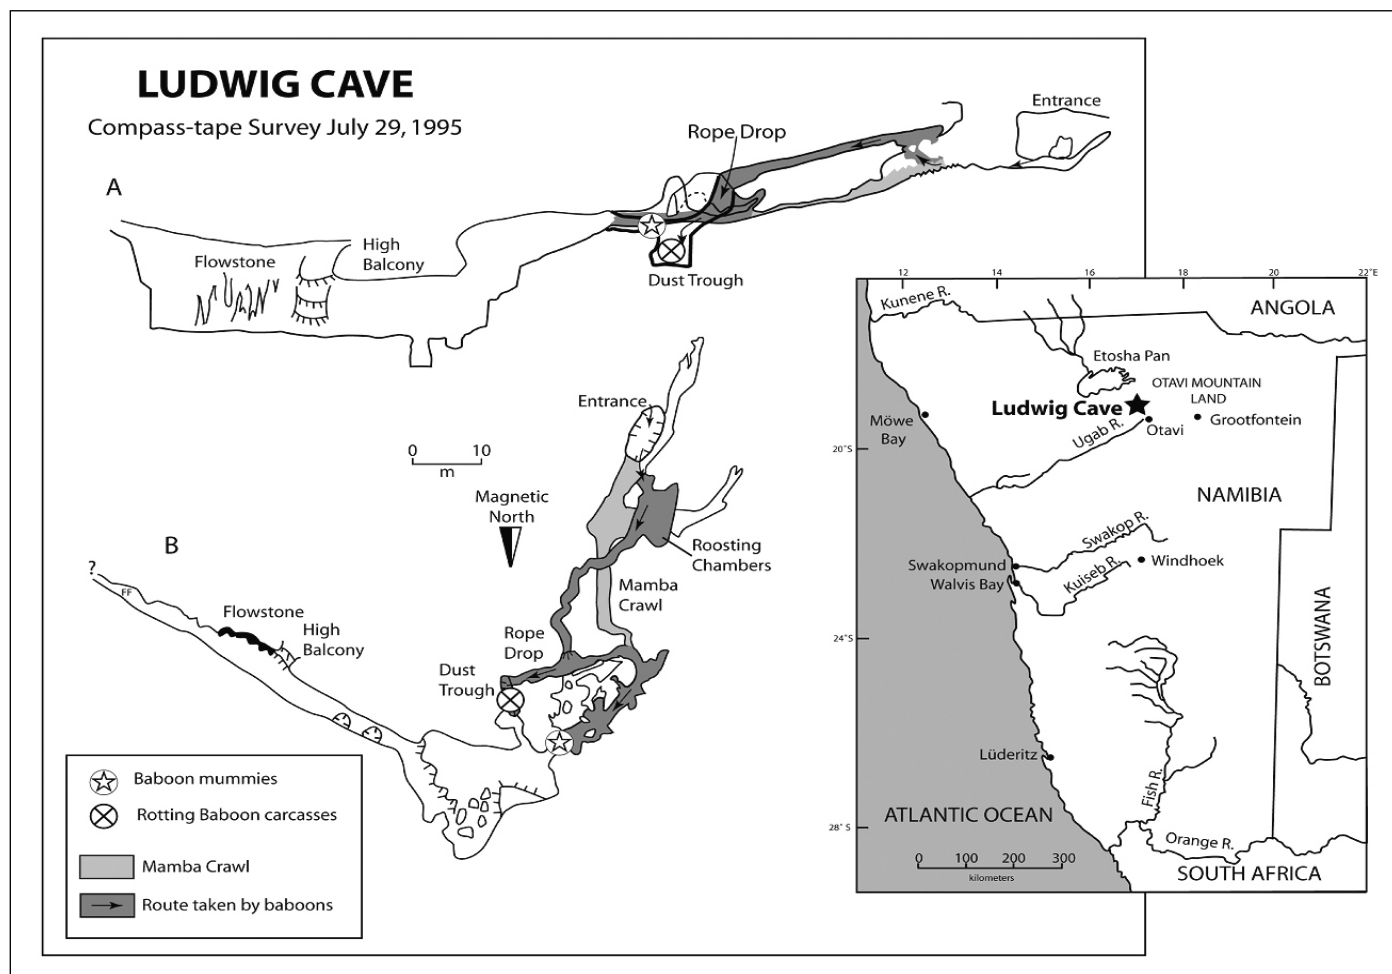 LUDWIG CAVE
Compass-tape Survey July 29, 1995
A
Entrance
Rope Drop
High
Balcony
Flowstone
Dust Trough
Entrance
0 10
m
Magnetic
North
Roosting
Chambers
Mamba
Crawl
B
?
FF
Flowstone
High
Balcony
Rope
Drop
Dust
Trough
Baboon mummies
Rotting Baboon carcasses
Mamba Crawl
Route taken by baboons
12 14 16 18 20 22°E
Kunene R.
ANGOLA
Etosha Pan
OTAVI MOUNTAIN
LAND
Ludwig Cave
Grootfontein
Möwe
Bay
Otavi
Ugab R.
20°S
NAMIBIA
Swakop R.
Swakopmund
Windhoek
Walvis Bay
Kuiseb R.
24°S
BOTSWANA
Lüderitz
Fish R.
ATLANTIC OCEAN
28° S
Orange R.
0 100 200 300
kilometers
SOUTH AFRICA